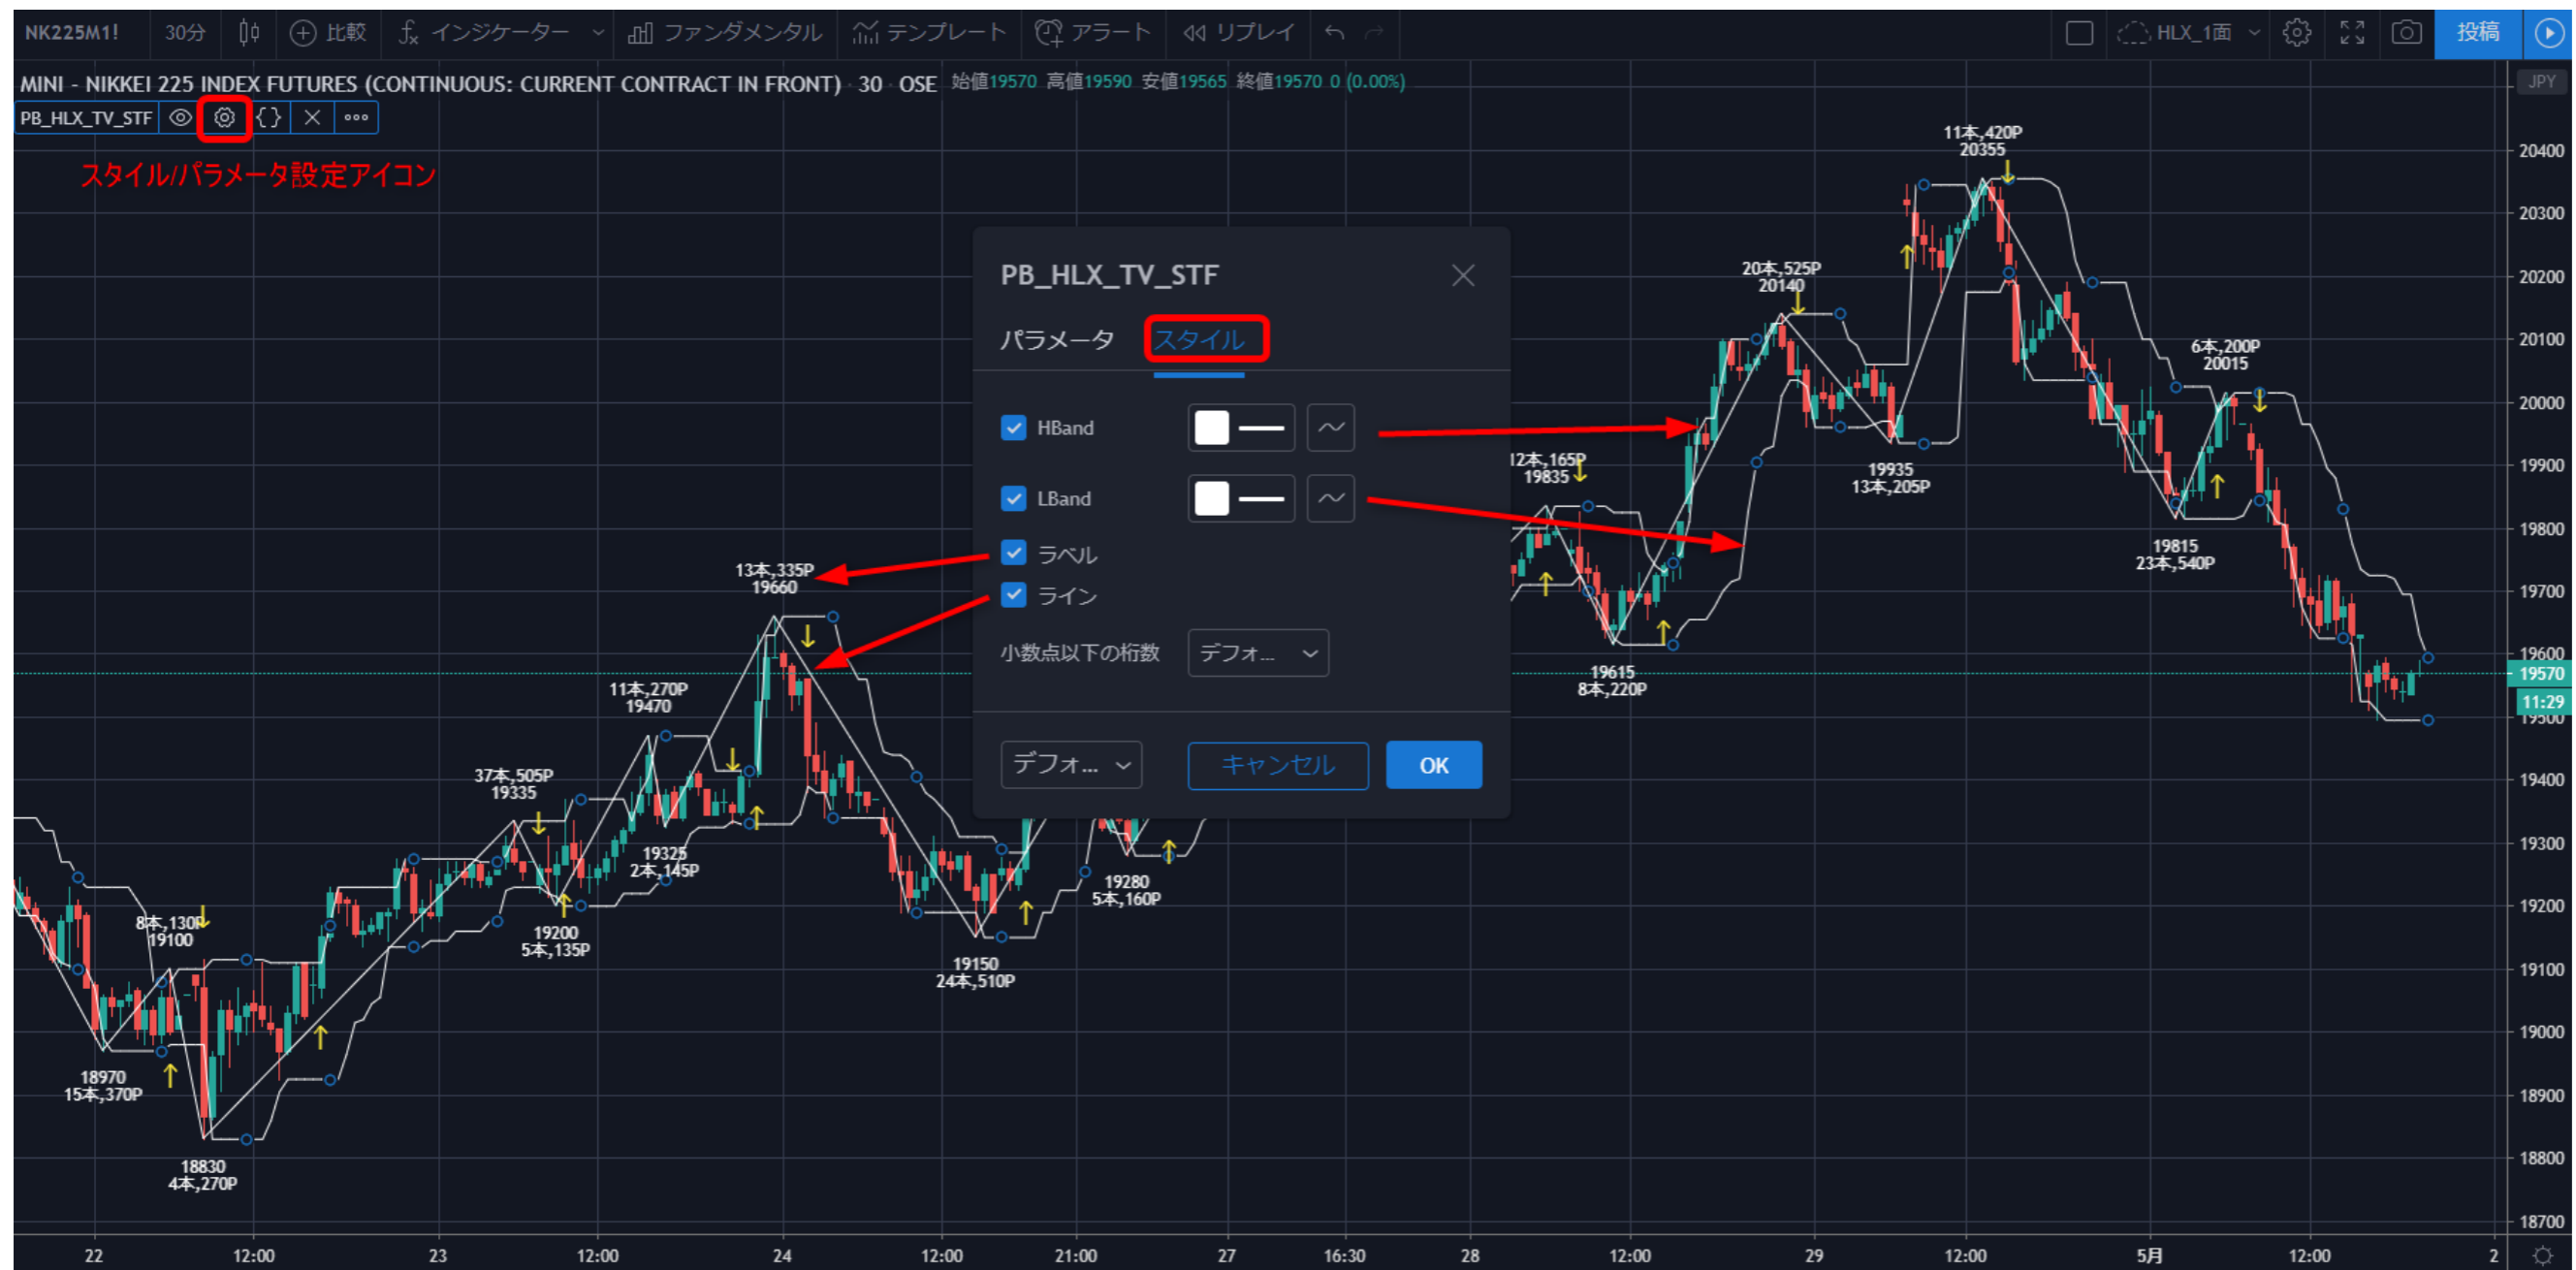 NK225M1! 30分 比較 インジケーター ファンダメンタル テンプレート アラート リプレイ HLX_1面 投稿
MINI - NIKKEI 225 INDEX FUTURES (CONTINUOUS: CURRENT CONTRACT IN FRONT) · 30 · OSE 始値19570 高値19590 安値19565 終値19570 0 (0.00%)
JPY
PB_HLX_TV_STF
スタイル/パラメータ設定アイコン
PB_HLX_TV_STF
パラメータ スタイル
HBand
LBand
ラベル
ライン
小数点以下の桁数 デフォ...
デフォ... キャンセル OK
11本,420P
20355
20本,525P
20140
6本,200P
20015
12本,165P
19835
19935
13本,205P
19815
23本,540P
13本,335P
19660
19615
8本,220P
11本,270P
19470
37本,505P
19335
19325
2本,145P
19280
5本,160P
8本,130P
19100
19200
5本,135P
19150
24本,510P
18970
15本,370P
18830
4本,270P
20400
20300
20200
20100
20000
19900
19800
19700
19600
19570
11:29
19500
19400
19300
19200
19100
19000
18900
18800
18700
22 12:00 23 12:00 24 12:00 21:00 27 16:30 28 12:00 29 12:00 5月 12:00 2